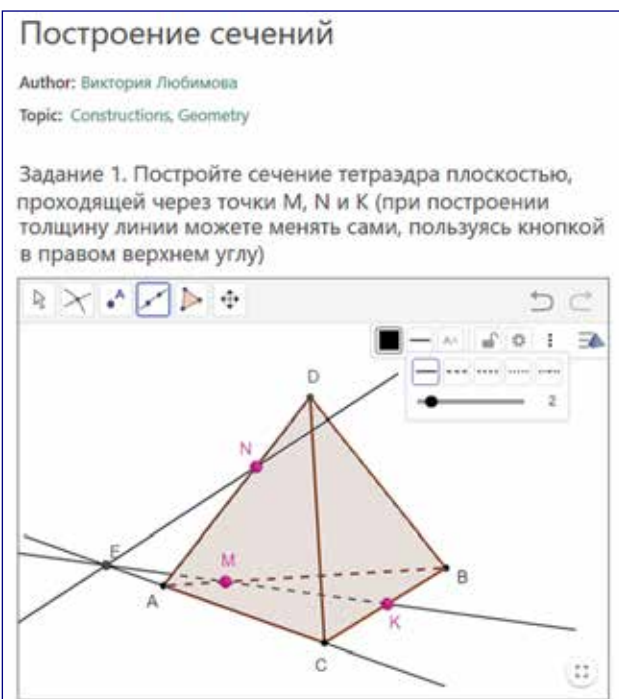 Построение сечений
Author: Виктория Любимова
Topic: Constructions, Geometry
Задание 1. Постройте сечение тетраэдра плоскостью,
проходящей через точки M, N и K (при построении
толщину линии можете менять сами, пользуясь кнопкой
в правом верхнем углу)
A
2
D
N
M
A
B
K
C